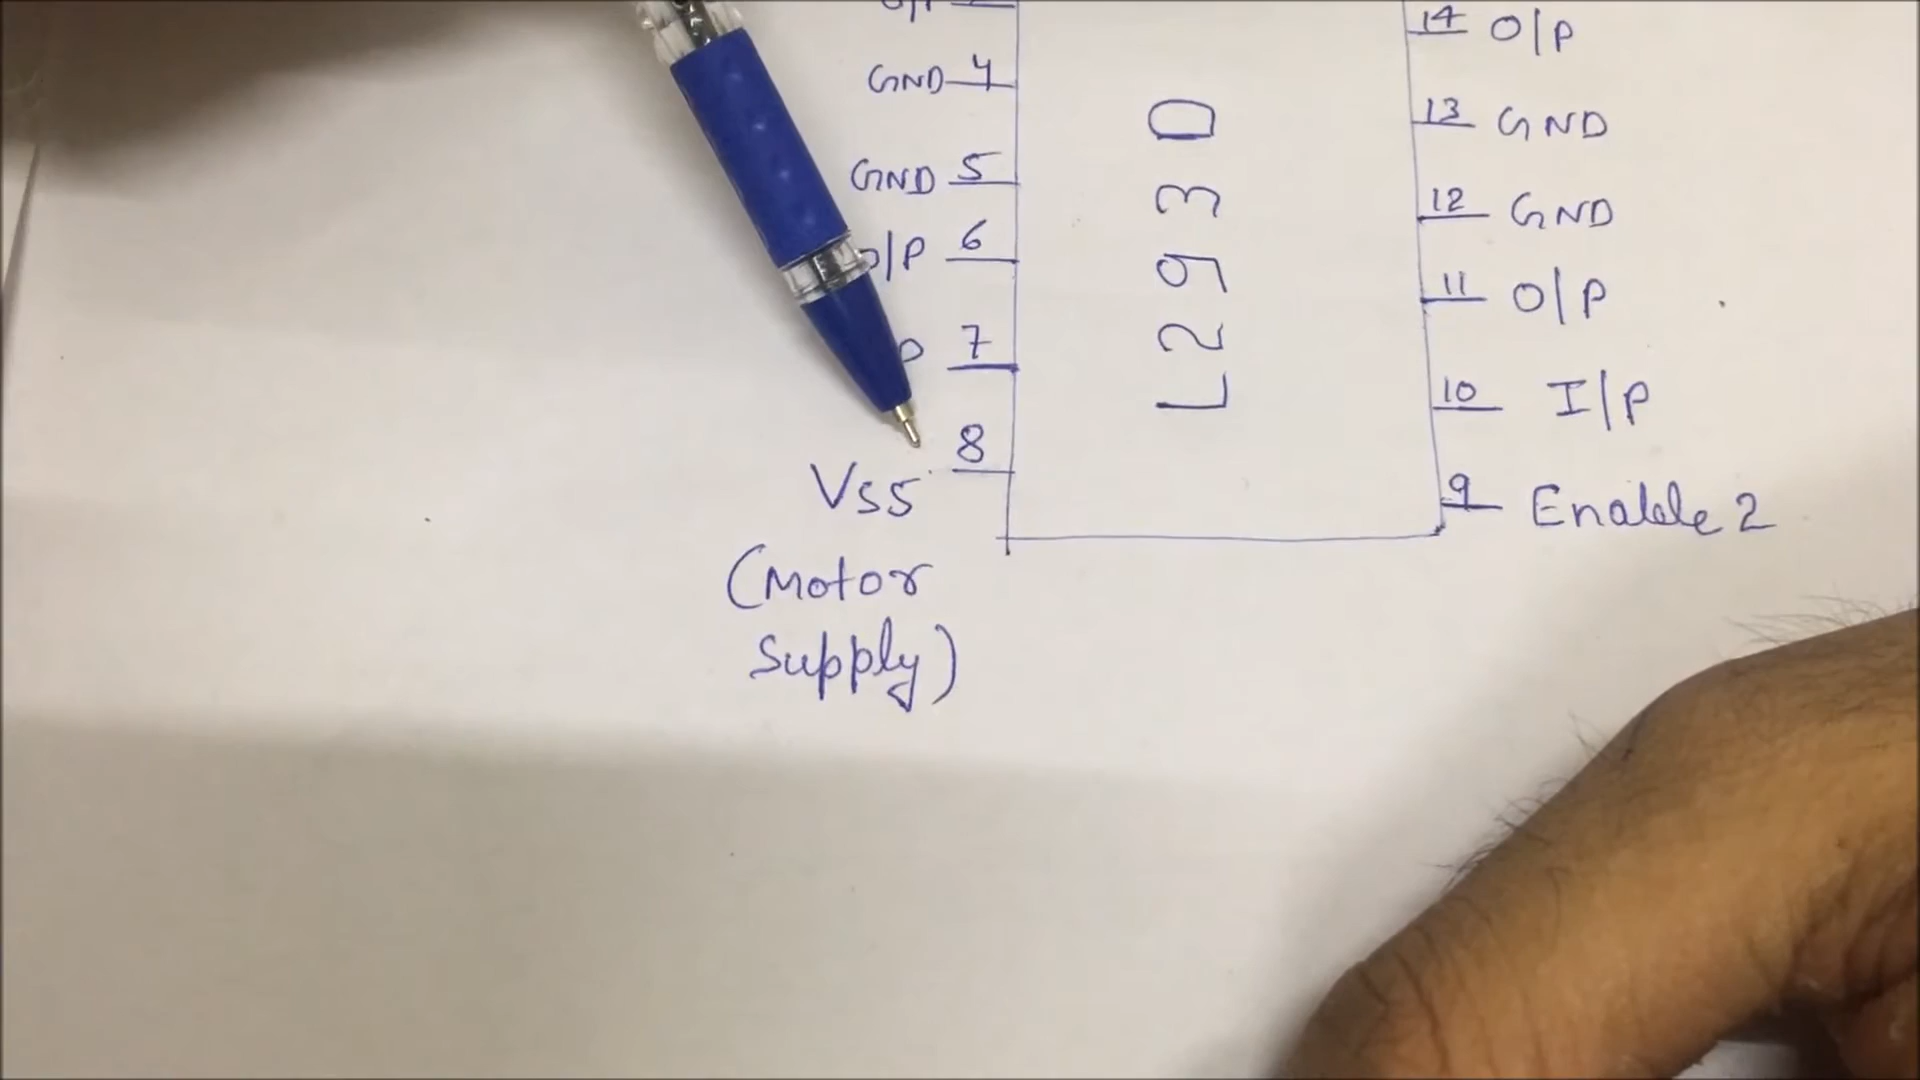 14 O/P
GND 4
13 GND
GND 5
12 GND
O/P 6
11 O/P
P 7
10 I/P
8
VSS
9 Enable 2
(Motor
Supply)
L293D